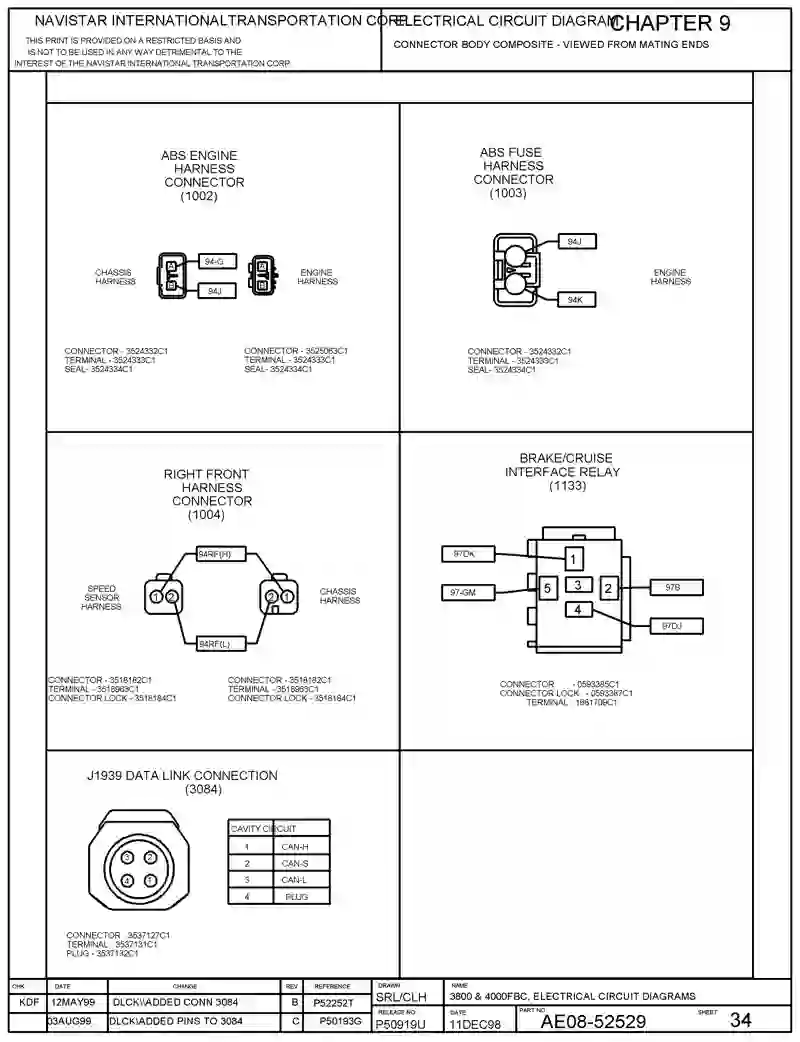 NAVISTAR INTERNATIONALTRANSPORTATION CORP.
THIS PRINT IS PROVIDED ON A RESTRICTED BASIS AND
IS NOT TO BE USED IN ANY WAY DETRIMENTAL TO THE
INTEREST OF THE NAVISTAR INTERNATIONAL TRANSPORTATION CORP
ELECTRICAL CIRCUIT DIAGRAM
CHAPTER 9
CONNECTOR BODY COMPOSITE - VIEWED FROM MATING ENDS
ABS ENGINE
HARNESS
CONNECTOR
(1002)
CHASSIS
HARNESS
A
B
94-G
94J
A
B
ENGINE
HARNESS
CONNECTOR - 3524332C1
TERMINAL - 3524333C1
SEAL- 3524334C1
CONNECTOR - 3525063C1
TERMINAL - 3524333C1
SEAL- 3524334C1
ABS FUSE
HARNESS
CONNECTOR
(1003)
94J
94K
ENGINE
HARNESS
CONNECTOR - 3524332C1
TERMINAL - 3524333C1
SEAL- 3524334C1
RIGHT FRONT
HARNESS
CONNECTOR
(1004)
94RF(H)
SPEED
SENSOR
HARNESS
1 2
2 1
CHASSIS
HARNESS
94RF(L)
CONNECTOR - 3518182C1
TERMINAL - 3518963C1
CONNECTOR LOCK - 3518184C1
CONNECTOR - 3518182C1
TERMINAL - 3518963C1
CONNECTOR LOCK - 3518184C1
BRAKE/CRUISE
INTERFACE RELAY
(1133)
97DK
1
97-GM
5
3
2
97B
4
97DJ
CONNECTOR - 0593385C1
CONNECTOR LOCK - 0593387C1
TERMINAL 1661709C1
J1939 DATA LINK CONNECTION
(3084)
3 2
4 1
CAVITY CIRCUIT
1 CAN-H
2 CAN-S
3 CAN-L
4 PLUG
CONNECTOR 3537127C1
TERMINAL 3537131C1
PLUG - 3537132C1
CHK DATE CHANGE REV REFERENCE
KDF 12MAY99 DLCK\\ADDED CONN 3084 B P52252T
03AUG99 DLCK\ADDED PINS TO 3084 C P50193G
DRAWN
SRL/CLH
NAME
3800 & 4000FBC, ELECTRICAL CIRCUIT DIAGRAMS
RELEASE NO.
P50919U
DATE
11DEC98
PART NO.
AE08-52529
SHEET
34